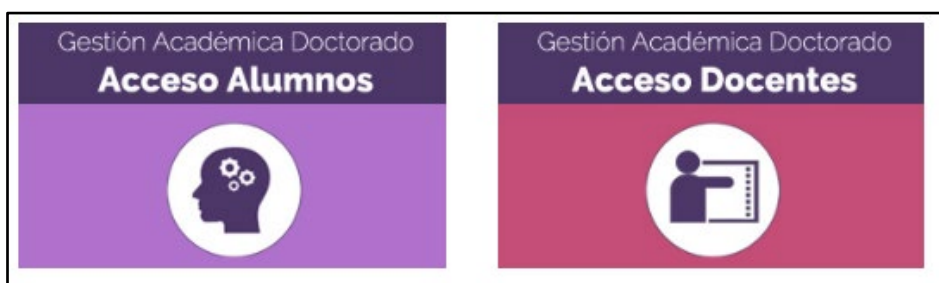 Gestión Académica Doctorado
Acceso Alumnos
Gestión Académica Doctorado
Acceso Docentes